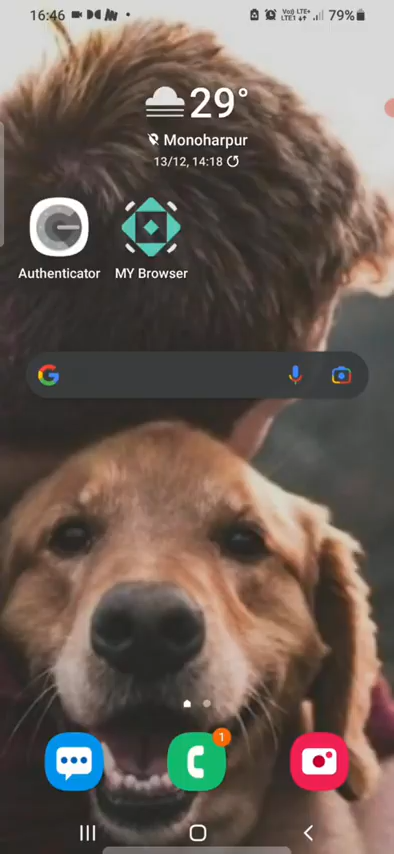 16:46
Vo)) LTE+
LTE1
79%
29°
Monoharpur
13/12, 14:18
Authenticator
MY Browser
1